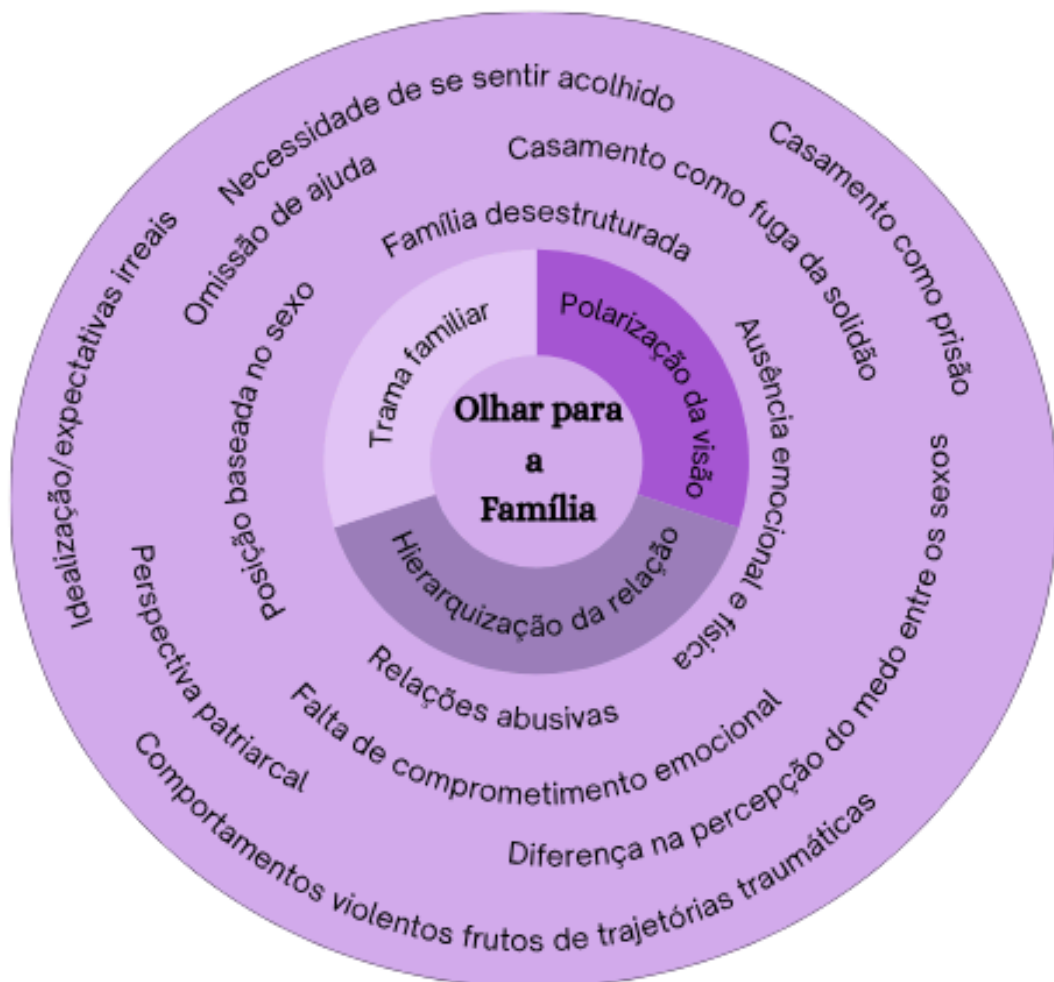 Necessidade de se sentir acolhido
Casamento como prisão
Omissão de ajuda
Casamento como fuga da solidão
Idealização/expectativas irreais
Família desestruturada
Posição baseada no sexo
Trama familiar
Polarização da visão
Ausência emocional e física
Olhar para
a
Família
Hierarquização da relação
Relações abusivas
Perspectiva patriarcal
Falta de comprometimento emocional
Diferença na percepção do medo entre os sexos
Comportamentos violentos frutos de trajetórias traumáticas